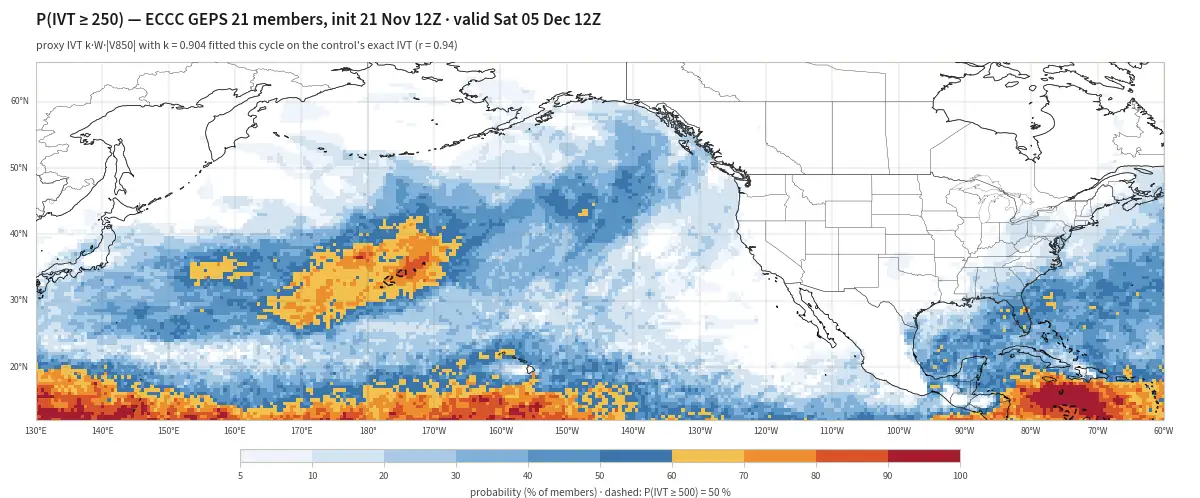 P(IVT ≥ 250) — ECCC GEPS 21 members, init 21 Nov 12Z · valid Sat 05 Dec 12Z
proxy IVT k·W·|V850| with k = 0.904 fitted this cycle on the control's exact IVT (r = 0.94)
60°N
50°N
40°N
30°N
20°N
130°E 140°E 150°E 160°E 170°E 180° 170°W 160°W 150°W 140°W 130°W 120°W 110°W 100°W 90°W 80°W 70°W 60°W
5 10 20 30 40 50 60 70 80 90 100
probability (% of members) · dashed: P(IVT ≥ 500) = 50 %